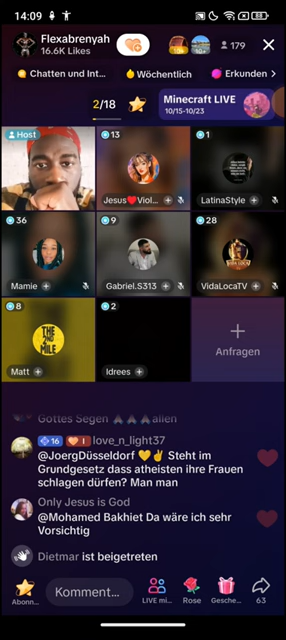 14:09
58
Flexabrenyah
16.6K Likes
179
Chatten und Int...
Wöchentlich
Erkunden
2/18
Minecraft LIVE
10/15-10/23
Host
13
1
Jesus❤️Viol...
LatinaStyle
36
9
28
Mamie
Gabriel.S313
VidaLocaTV
8
THE
2ND
MILE
2
Matt
Idrees
Anfragen
Gottes Segen 🙏🙏🙏allen
16
1
love_n_light37
@JoergDüsseldorf 💛✌️ Steht im
Grundgesetz dass atheisten ihre Frauen
schlagen dürfen? Man man
Only Jesus is God
@Mohamed Bakhiet Da wäre ich sehr
Vorsichtig
Dietmar ist beigetreten
Abonn...
Komment...
LIVE mi...
Rose
Gesche...
63